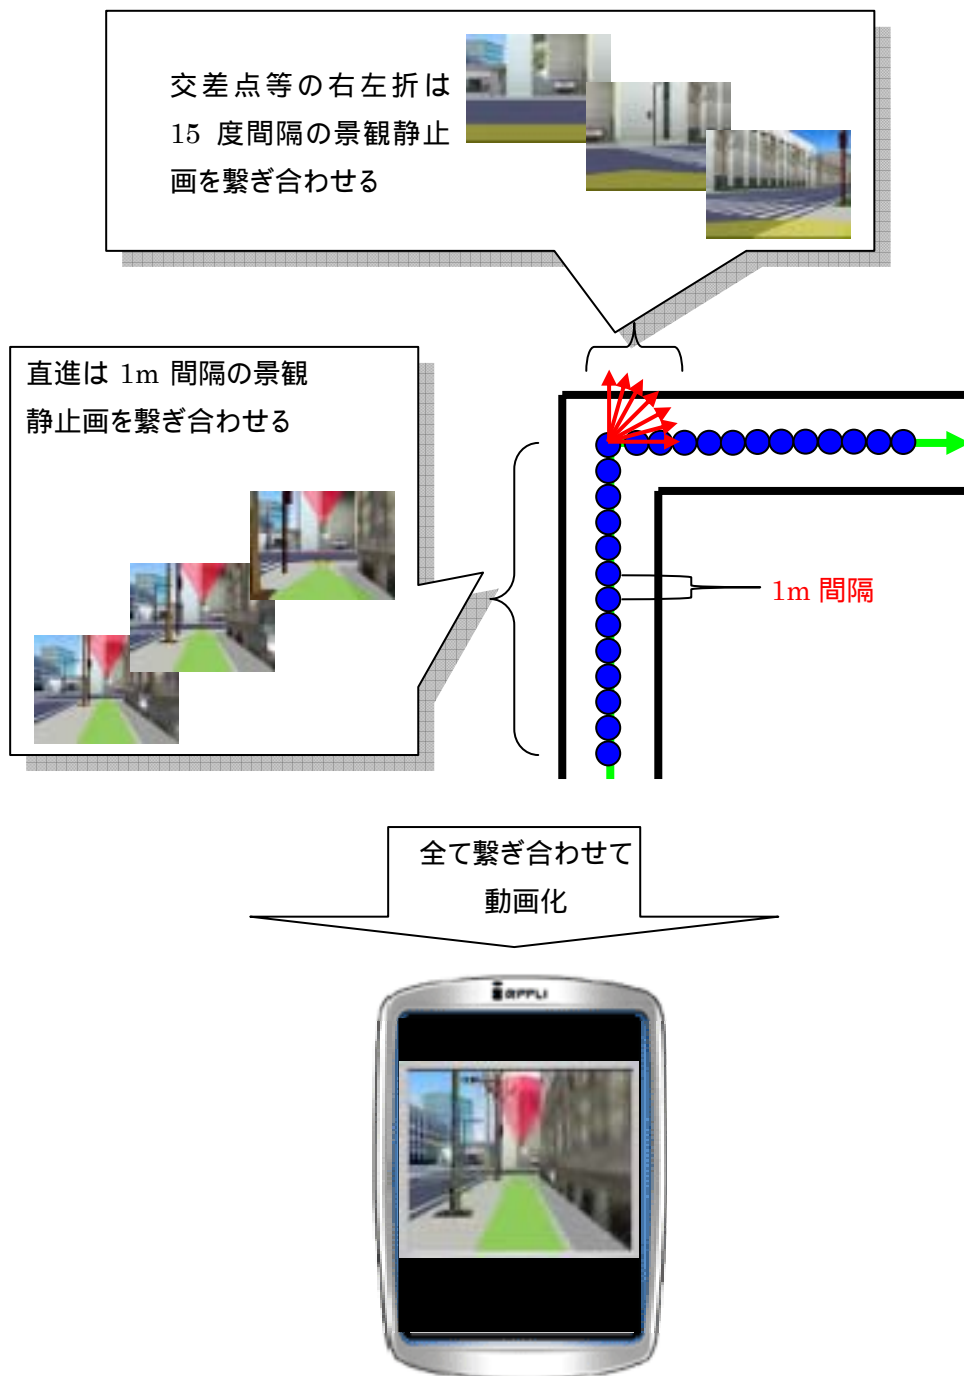 交差点等の右左折は
15 度間隔の景観静止
画を繋ぎ合わせる
直進は 1m 間隔の景観
静止画を繋ぎ合わせる
1m 間隔
全て繋ぎ合わせて
動画化